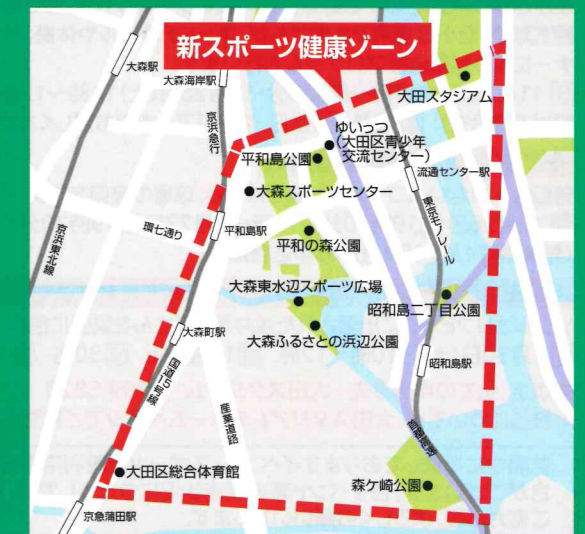 新スポーツ健康ゾーン
大森駅
大森海岸駅
大田スタジアム
京浜急行
ゆいっつ
(大田区青少年
交流センター)
平和島公園
流通センター駅
大森スポーツセンター
東京モノレール
環七通り
平和島駅
京浜東北線
平和の森公園
大森東水辺スポーツ広場
昭和島二丁目公園
大森町駅
大森ふるさとの浜辺公園
昭和島駅
国道15号線
産業道路
首都高速
大田区総合体育館
森ケ崎公園
京急蒲田駅